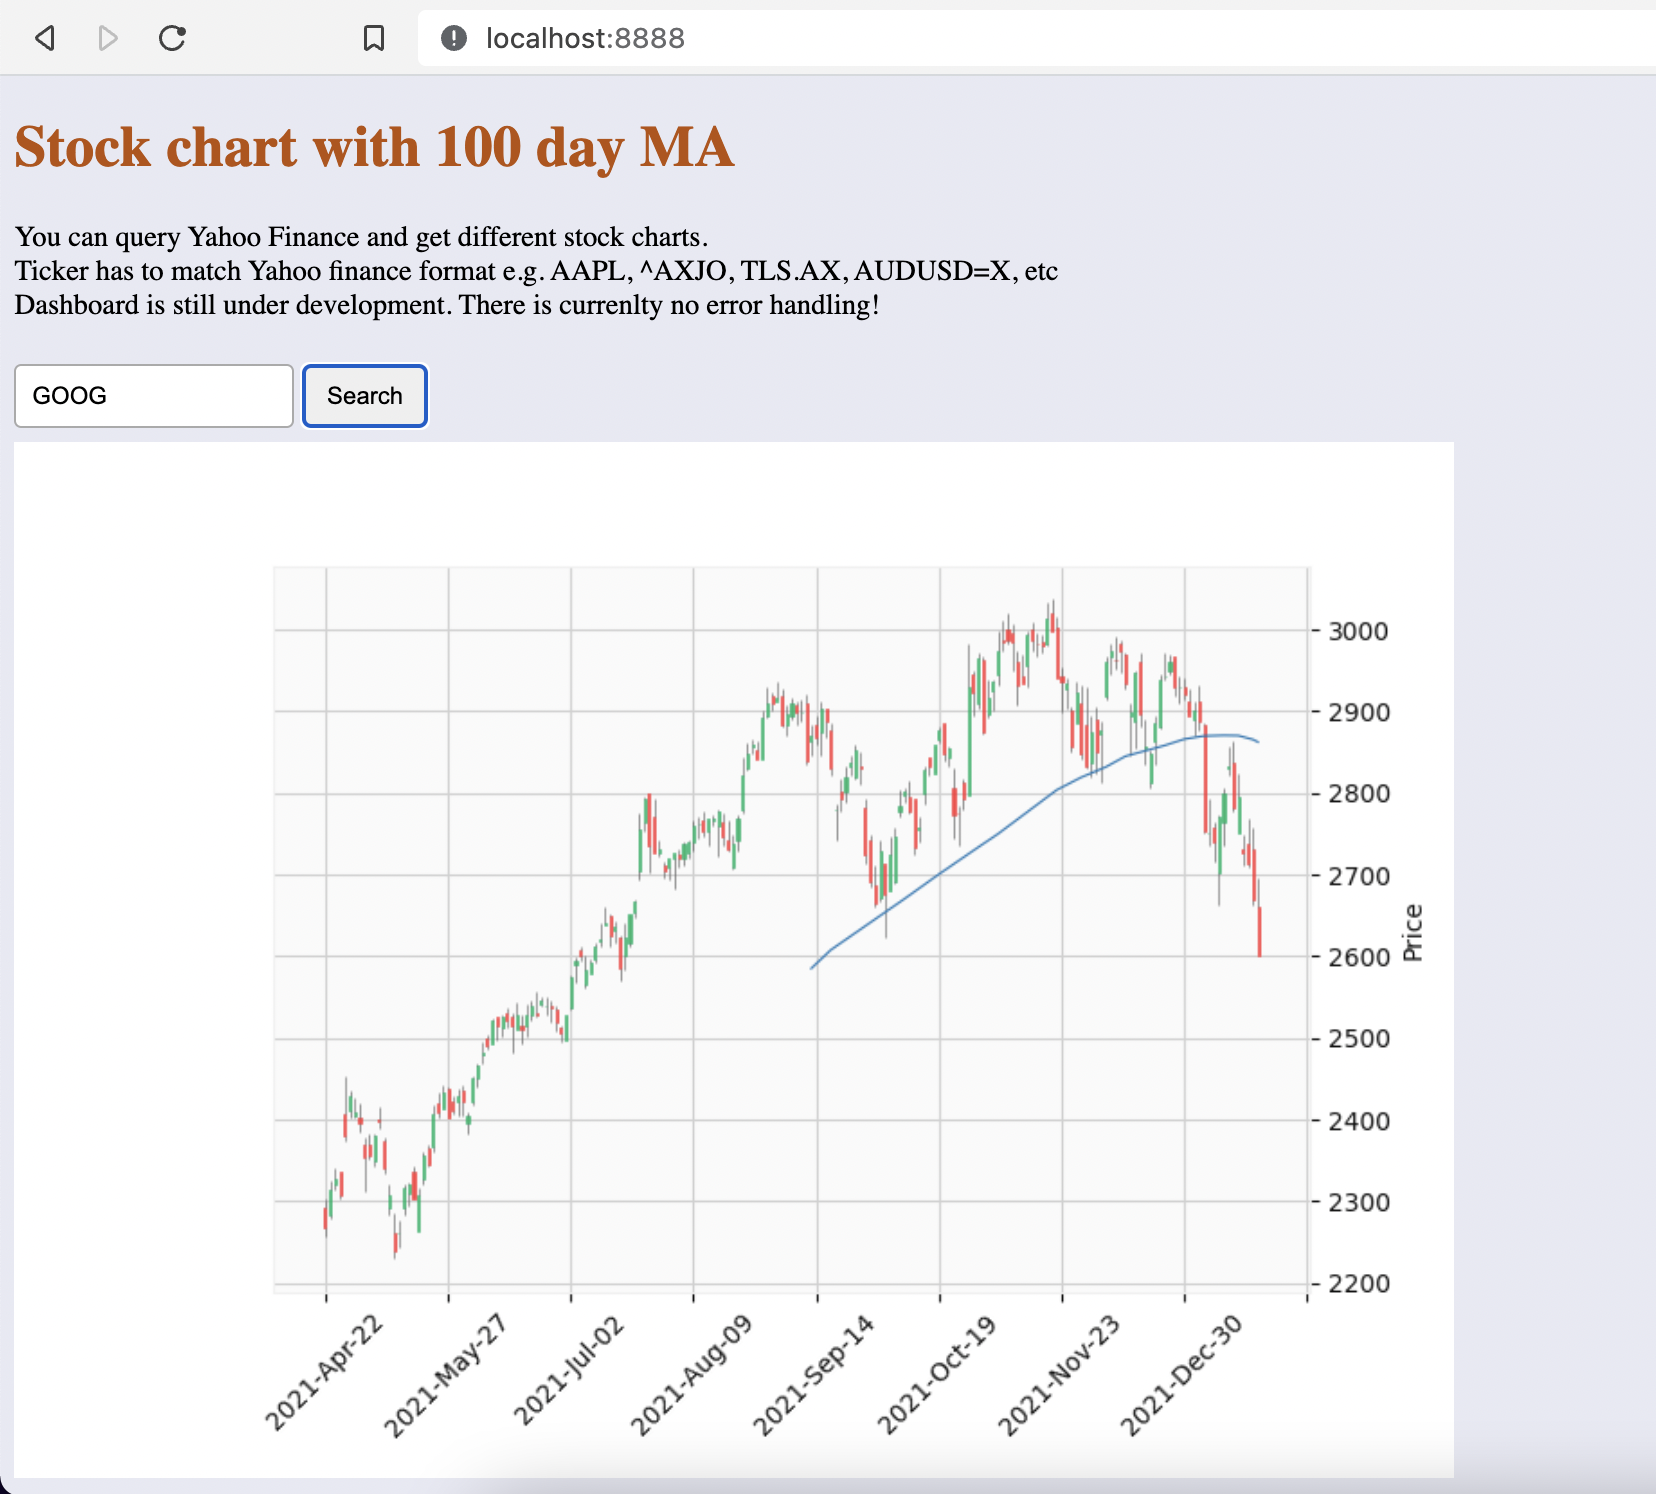 localhost:8888
Stock chart with 100 day MA
You can query Yahoo Finance and get different stock charts.
Ticker has to match Yahoo finance format e.g. AAPL, ^AXJO, TLS.AX, AUDUSD=X, etc
Dashboard is still under development. There is currenlty no error handling!
GOOG Search
3000
2900
2800
2700
2600
2500
2400
2300
2200
Price
2021-Apr-22
2021-May-27
2021-Jul-02
2021-Aug-09
2021-Sep-14
2021-Oct-19
2021-Nov-23
2021-Dec-30